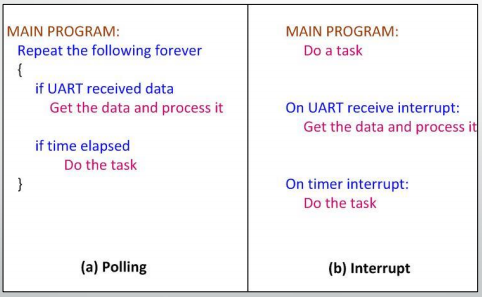 MAIN PROGRAM:
Repeat the following forever
{
if UART received data
Get the data and process it
if time elapsed
Do the task
}
(a) Polling
MAIN PROGRAM:
Do a task
On UART receive interrupt:
Get the data and process it
On timer interrupt:
Do the task
(b) Interrupt